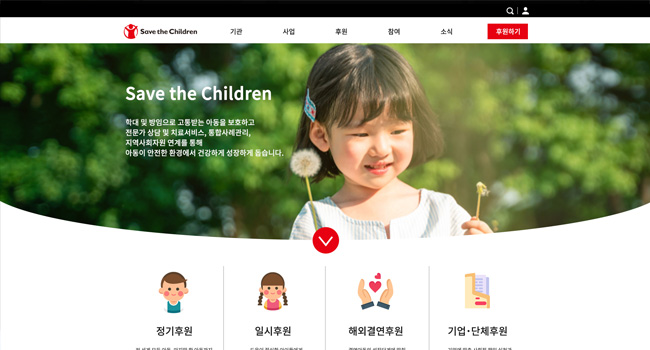 Save the Children
기관
사업
후원
참여
소식
후원하기
Save the Children
학대 및 방임으로 고통받는 아동을 보호하고
전문가 상담 및 치료서비스, 통합사례관리,
지역사회자원 연계를 통해
아동이 안전한 환경에서 건강하게 성장하게 돕습니다.
정기후원
일시후원
해외결연후원
기업·단체후원